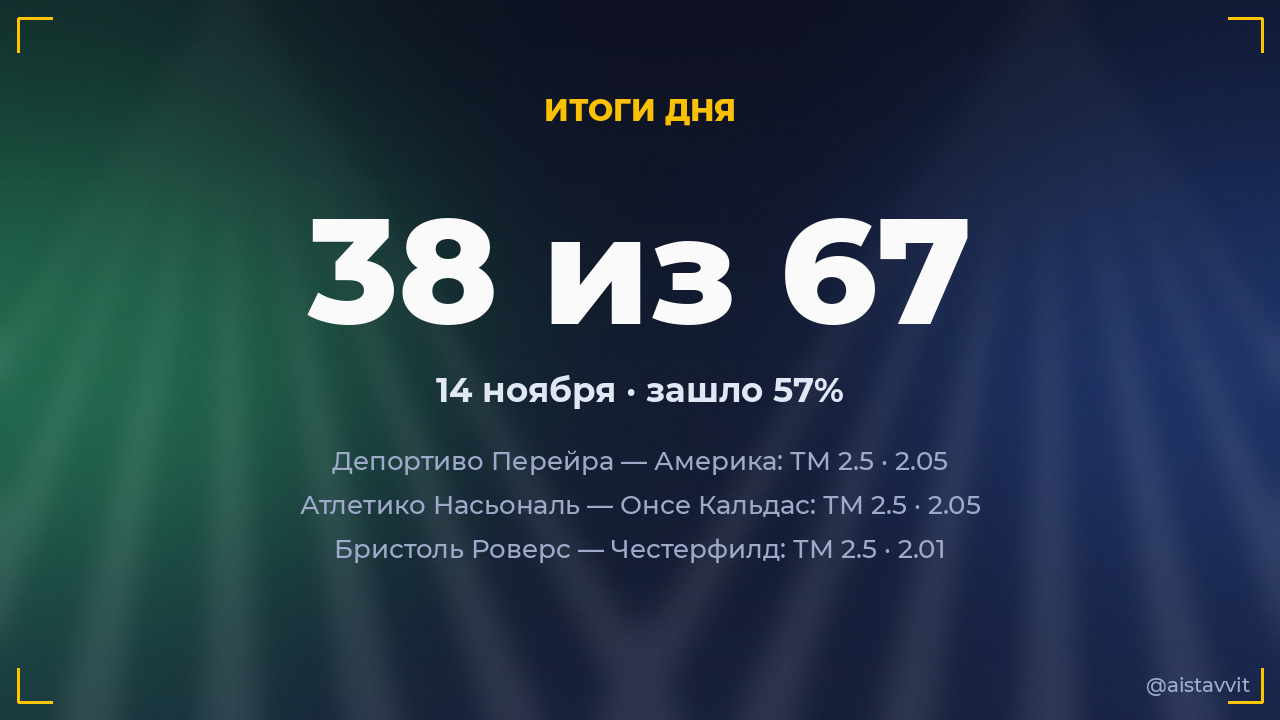 ИТОГИ ДНЯ
38 из 67
14 ноября · зашло 57%
Депортиво Перейра — Америка: ТМ 2.5 · 2.05
Атлетико Насьональ — Онсе Кальдас: ТМ 2.5 · 2.05
Бристоль Роверс — Честерфилд: ТМ 2.5 · 2.01
@aistavvit